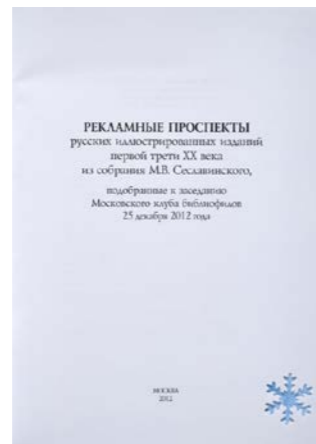 РЕКЛАМНЫЕ ПРОСПЕКТЫ
русских иллюстрированных изданий
первой трети XX века
из собрания М.В. Сеславинского,
подобранные к заседанию
Московского клуба библиофилов
25 декабря 2012 года
МОСКВА
2012